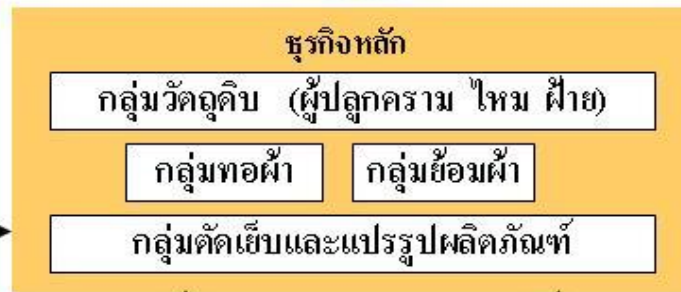 ธุรกิจหลัก
กลุ่มวัตถุดิบ (ผู้ปลูกคราม ไหม ฝ้าย)
กลุ่มทอผ้า กลุ่มย้อมผ้า
กลุ่มตัดเย็บและแปรรูปผลิตภัณฑ์